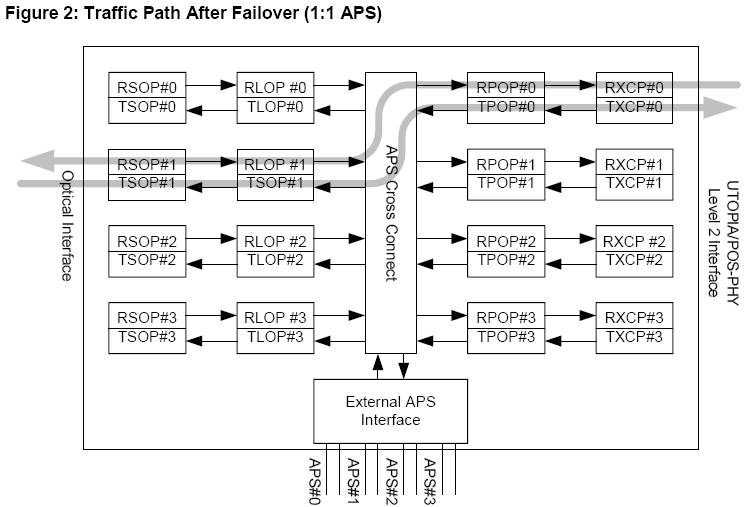 Figure 2: Traffic Path After Failover (1:1 APS)
RSOP#0
TSOP#0
RLOP #0
TLOP#0
RPOP#0
TPOP#0
RXCP#0
TXCP#0
RSOP#1
TSOP#1
RLOP #1
TSOP#1
RPOP#1
TPOP#1
RXCP#1
TXCP#1
RSOP#2
TSOP#2
RLOP #2
TLOP#2
RPOP#2
TPOP#2
RXCP #2
TXCP#2
RSOP#3
TSOP#3
RLOP #3
TLOP#3
RPOP#3
TPOP#3
RXCP#3
TXCP#3
Optical Interface
APS Cross Connect
UTOPIA/POS-PHY
Level 2 Interface
External APS
Interface
APS#0
APS#1
APS#2
APS#3